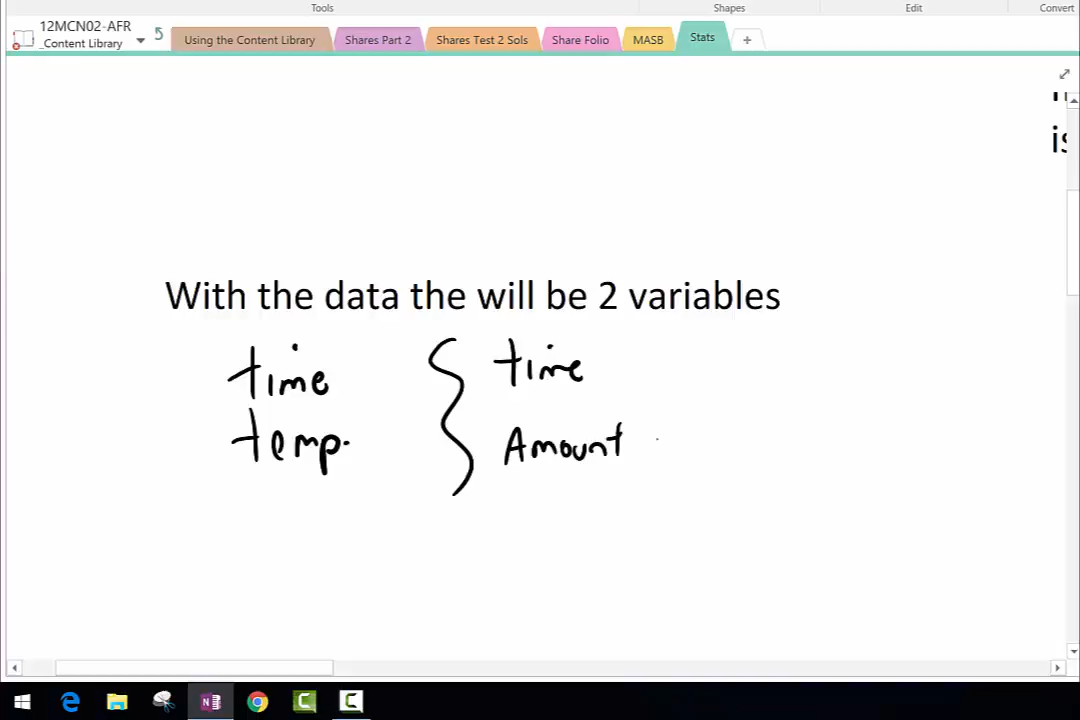 Tools Shapes Edit Convert
12MCN02-AFR
_Content Library
Using the Content Library Shares Part 2 Shares Test 2 Sols Share Folio MASB Stats +
is
With the data the will be 2 variables
time time
temp. Amount